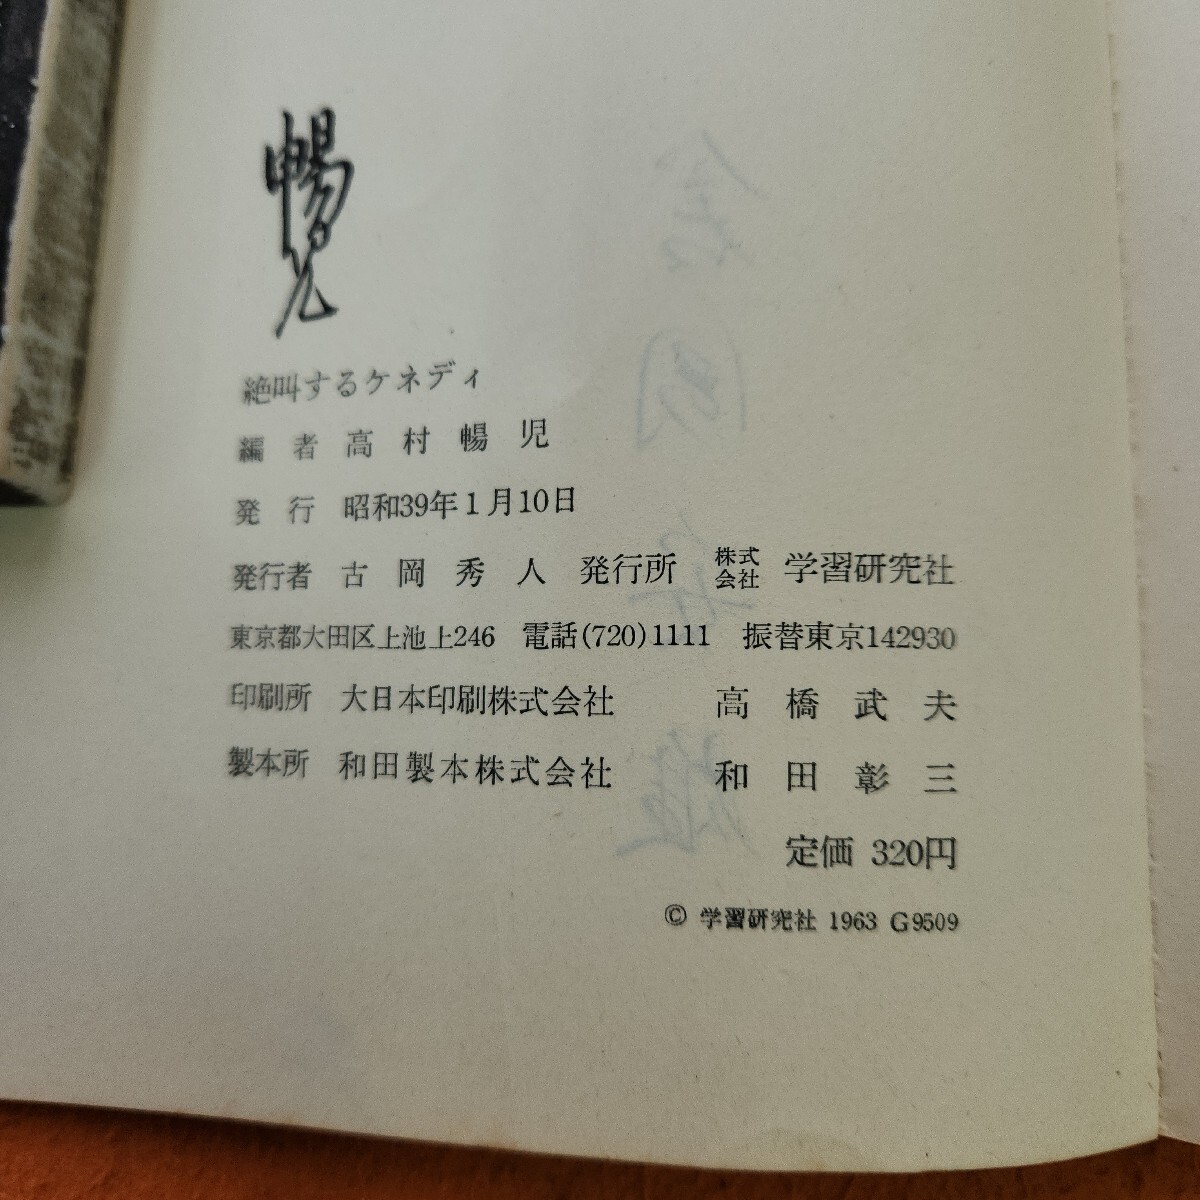 暢児
絶叫するケネディ
編者 高村暢児
発行 昭和39年1月10日
発行者 古岡秀人 発行所 株式会社 学習研究社
東京都大田区上池上246 電話(720)1111 振替東京142930
印刷所 大日本印刷株式会社 高橋武夫
製本所 和田製本株式会社 和田彰三
定価 320円
© 学習研究社 1963 G9509